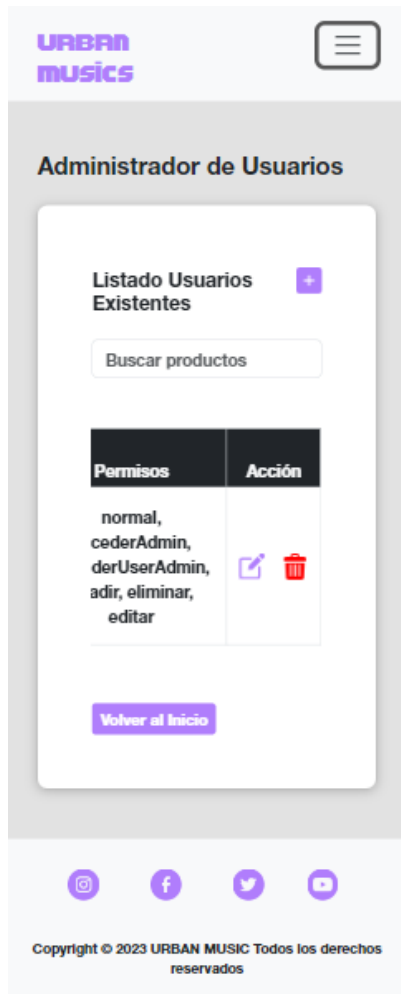 URBAN
musics
Administrador de Usuarios
Listado Usuarios
Existentes
Buscar productos
Permisos Acción
normal,
cederAdmin,
derUserAdmin,
adir, eliminar,
editar
Volver al Inicio
Copyright © 2023 URBAN MUSIC Todos los derechos
reservados